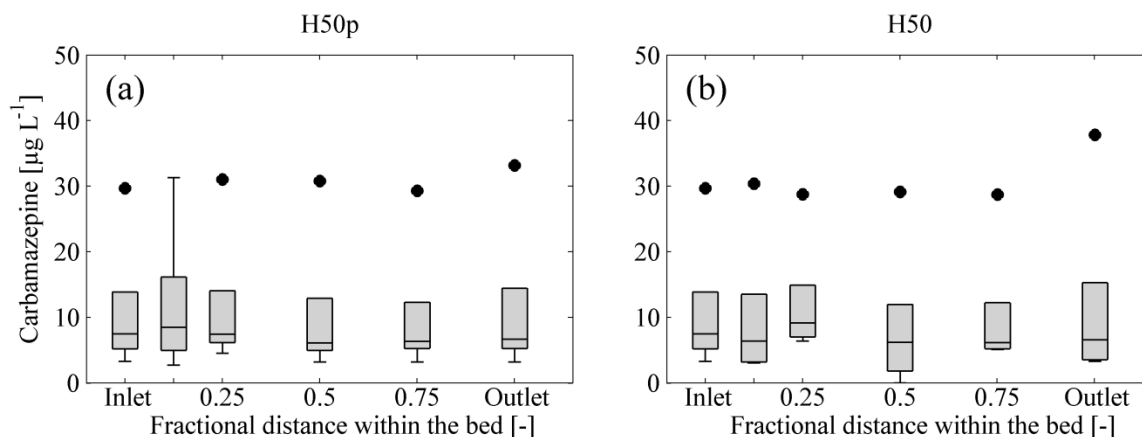 H50p
H50
Carbamazepine [µg L⁻¹]
50
40
30
20
10
0
(a)
Inlet 0.25 0.5 0.75 Outlet
Fractional distance within the bed [-]
50
40
30
20
10
0
(b)
Inlet 0.25 0.5 0.75 Outlet
Fractional distance within the bed [-]